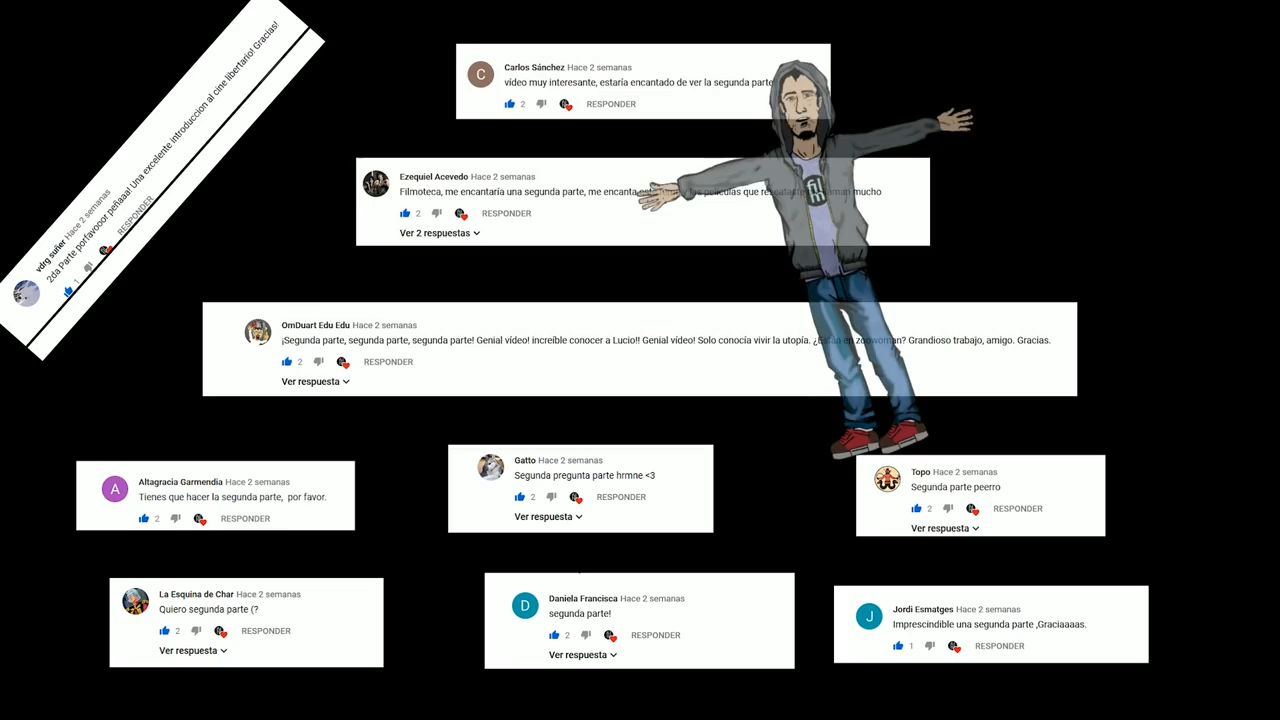 vdrg suñer Hace 2 semanas
2da Parte porfavooor peñaaa! Una excelente introduccion al cine libertario! Gracias!
1 RESPONDER
C
Carlos Sánchez Hace 2 semanas
vídeo muy interesante, estaría encantado de ver la segunda parte
2 RESPONDER
Ezequiel Acevedo Hace 2 semanas
Filmoteca, me encantaría una segunda parte, me encanta y las películas que mucho
2 RESPONDER
Ver 2 respuestas
film
OmDuart Edu Edu Hace 2 semanas
¡Segunda parte, segunda parte, segunda parte! Genial vídeo! increíble conocer a Lucio!! Genial vídeo! Solo conocía vivir la utopía. ¿Están en zoowoman? Grandioso trabajo, amigo. Gracias.
2 RESPONDER
Ver respuesta
A
Altagracia Garmendia Hace 2 semanas
Tienes que hacer la segunda parte, por favor.
2 RESPONDER
Gatto Hace 2 semanas
Segunda pregunta parte hrmne <3
2 RESPONDER
Ver respuesta
Topo Hace 2 semanas
Segunda parte peerro
2 RESPONDER
Ver respuesta
La Esquina de Char Hace 2 semanas
Quiero segunda parte (?
2 RESPONDER
Ver respuesta
D
Daniela Francisca Hace 2 semanas
segunda parte!
2 RESPONDER
Ver respuesta
J
Jordi Esmatges Hace 2 semanas
Imprescindible una segunda parte ,Graciaaaas.
1 RESPONDER